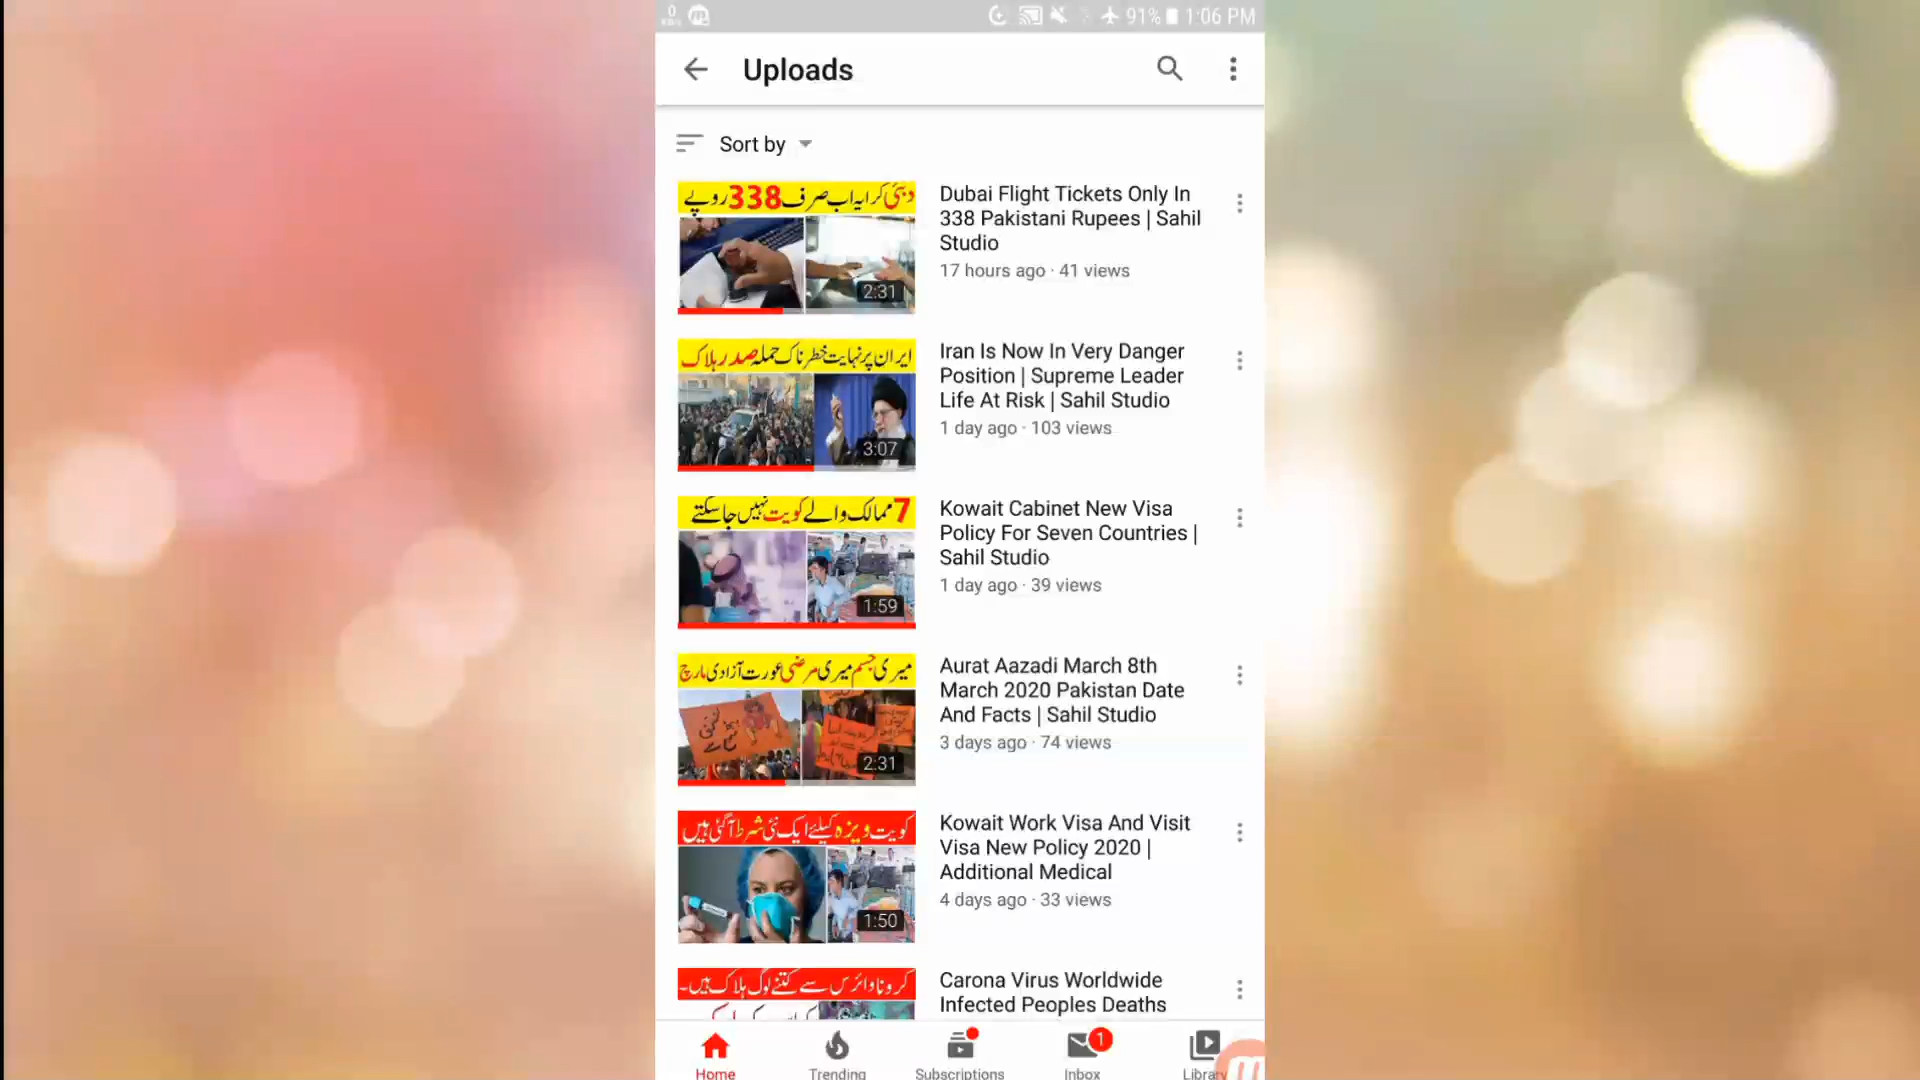 0
KB/s
91% 1:06 PM
Uploads
Sort by
دبئی کرایہ اب صرف 338 روپے
2:31
Dubai Flight Tickets Only In
338 Pakistani Rupees | Sahil
Studio
17 hours ago · 41 views
ایران پر نہایت خطرناک حملہ صدر ہلاک
3:07
Iran Is Now In Very Danger
Position | Supreme Leader
Life At Risk | Sahil Studio
1 day ago · 103 views
7 ممالک والے کویت نہیں جا سکتے
1:59
Kowait Cabinet New Visa
Policy For Seven Countries |
Sahil Studio
1 day ago · 39 views
میری جسم میری مرضی عورت آزادی مارچ
2:31
Aurat Aazadi March 8th
March 2020 Pakistan Date
And Facts | Sahil Studio
3 days ago · 74 views
کویت ویزہ کیلئے ایک نئی شرط آ گئی ہیں
1:50
Kowait Work Visa And Visit
Visa New Policy 2020 |
Additional Medical
4 days ago · 33 views
کرونا وائرس سے کتنے لوگ ہلاک ہیں۔
Carona Virus Worldwide
Infected Peoples Deaths
Home
Trending
Subscriptions
1
Inbox
Library